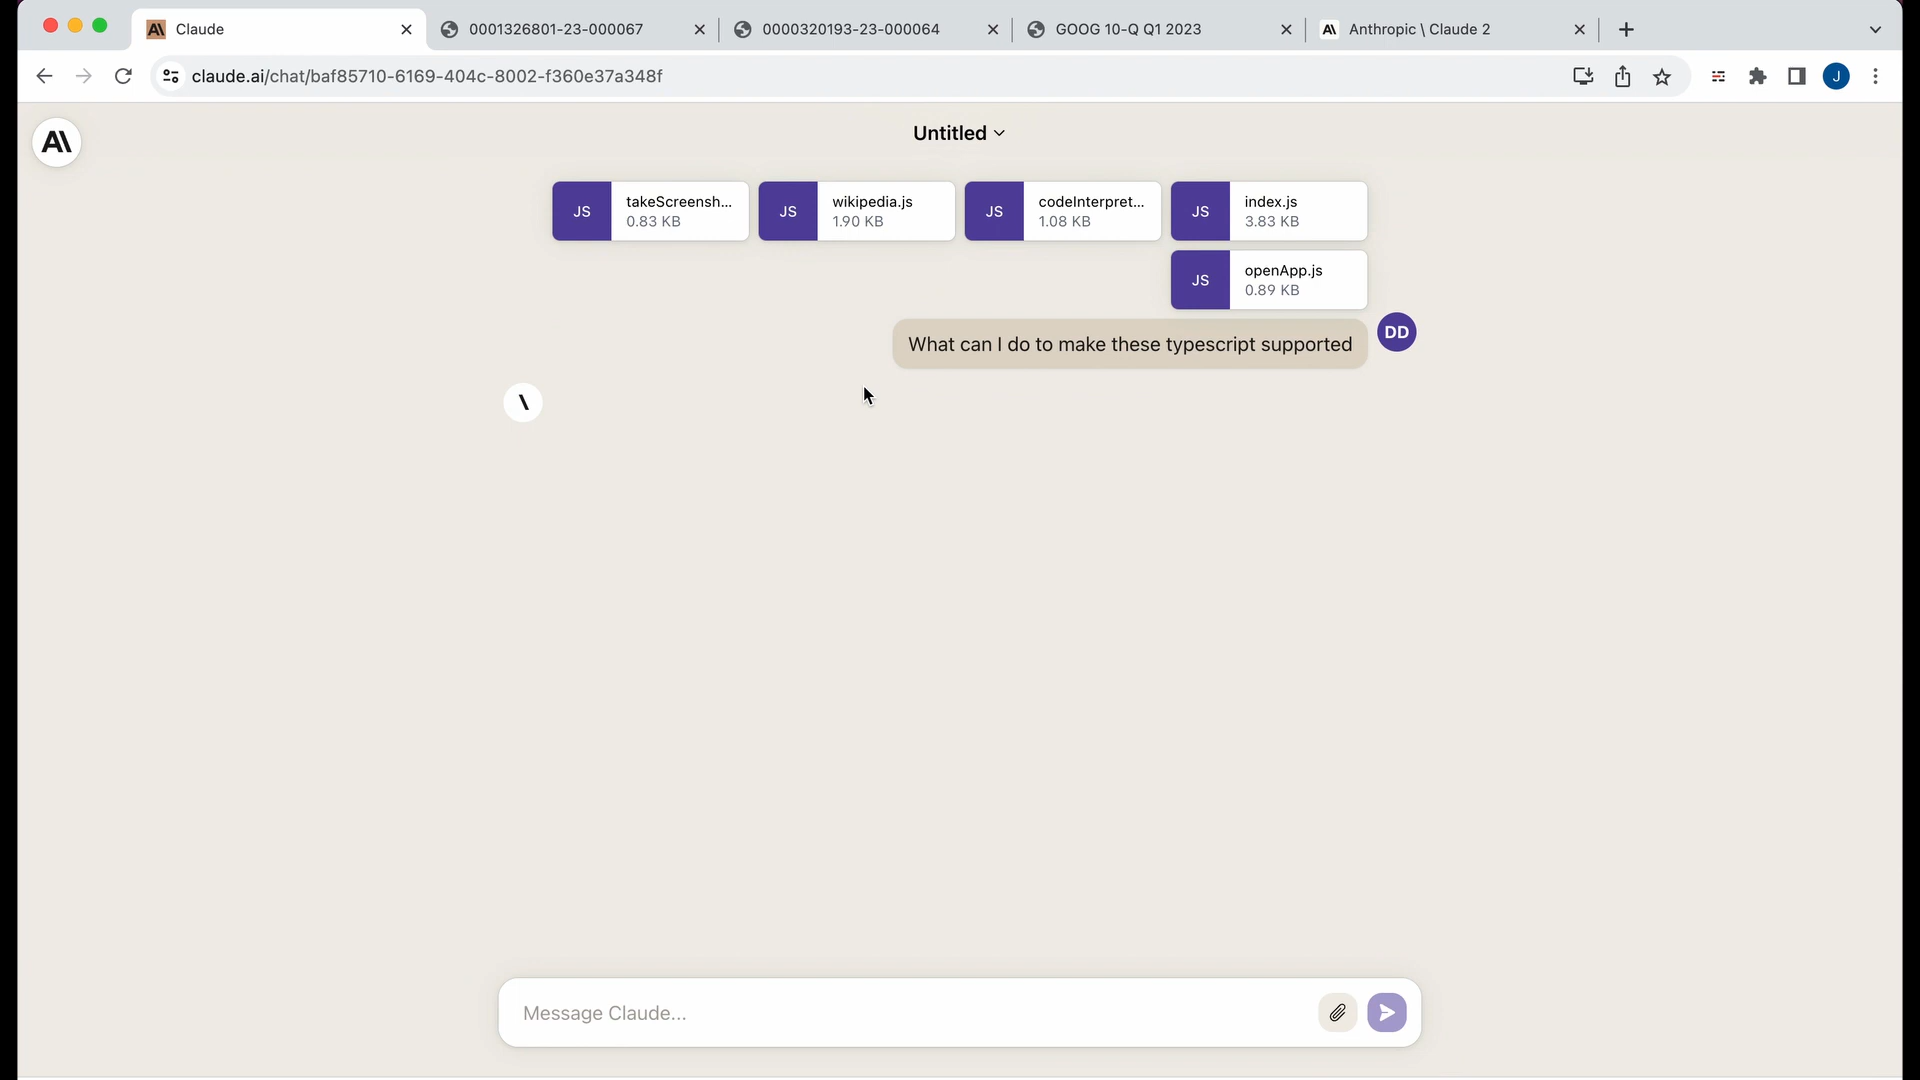 Claude
0001326801-23-000067
0000320193-23-000064
GOOG 10-Q Q1 2023
Anthropic \ Claude 2
claude.ai/chat/baf85710-6169-404c-8002-f360e37a348f
J
A\
Untitled
JS
takeScreensh...
0.83 KB
JS
wikipedia.js
1.90 KB
JS
codeInterpret...
1.08 KB
JS
index.js
3.83 KB
JS
openApp.js
0.89 KB
What can I do to make these typescript supported
DD
\
Message Claude...